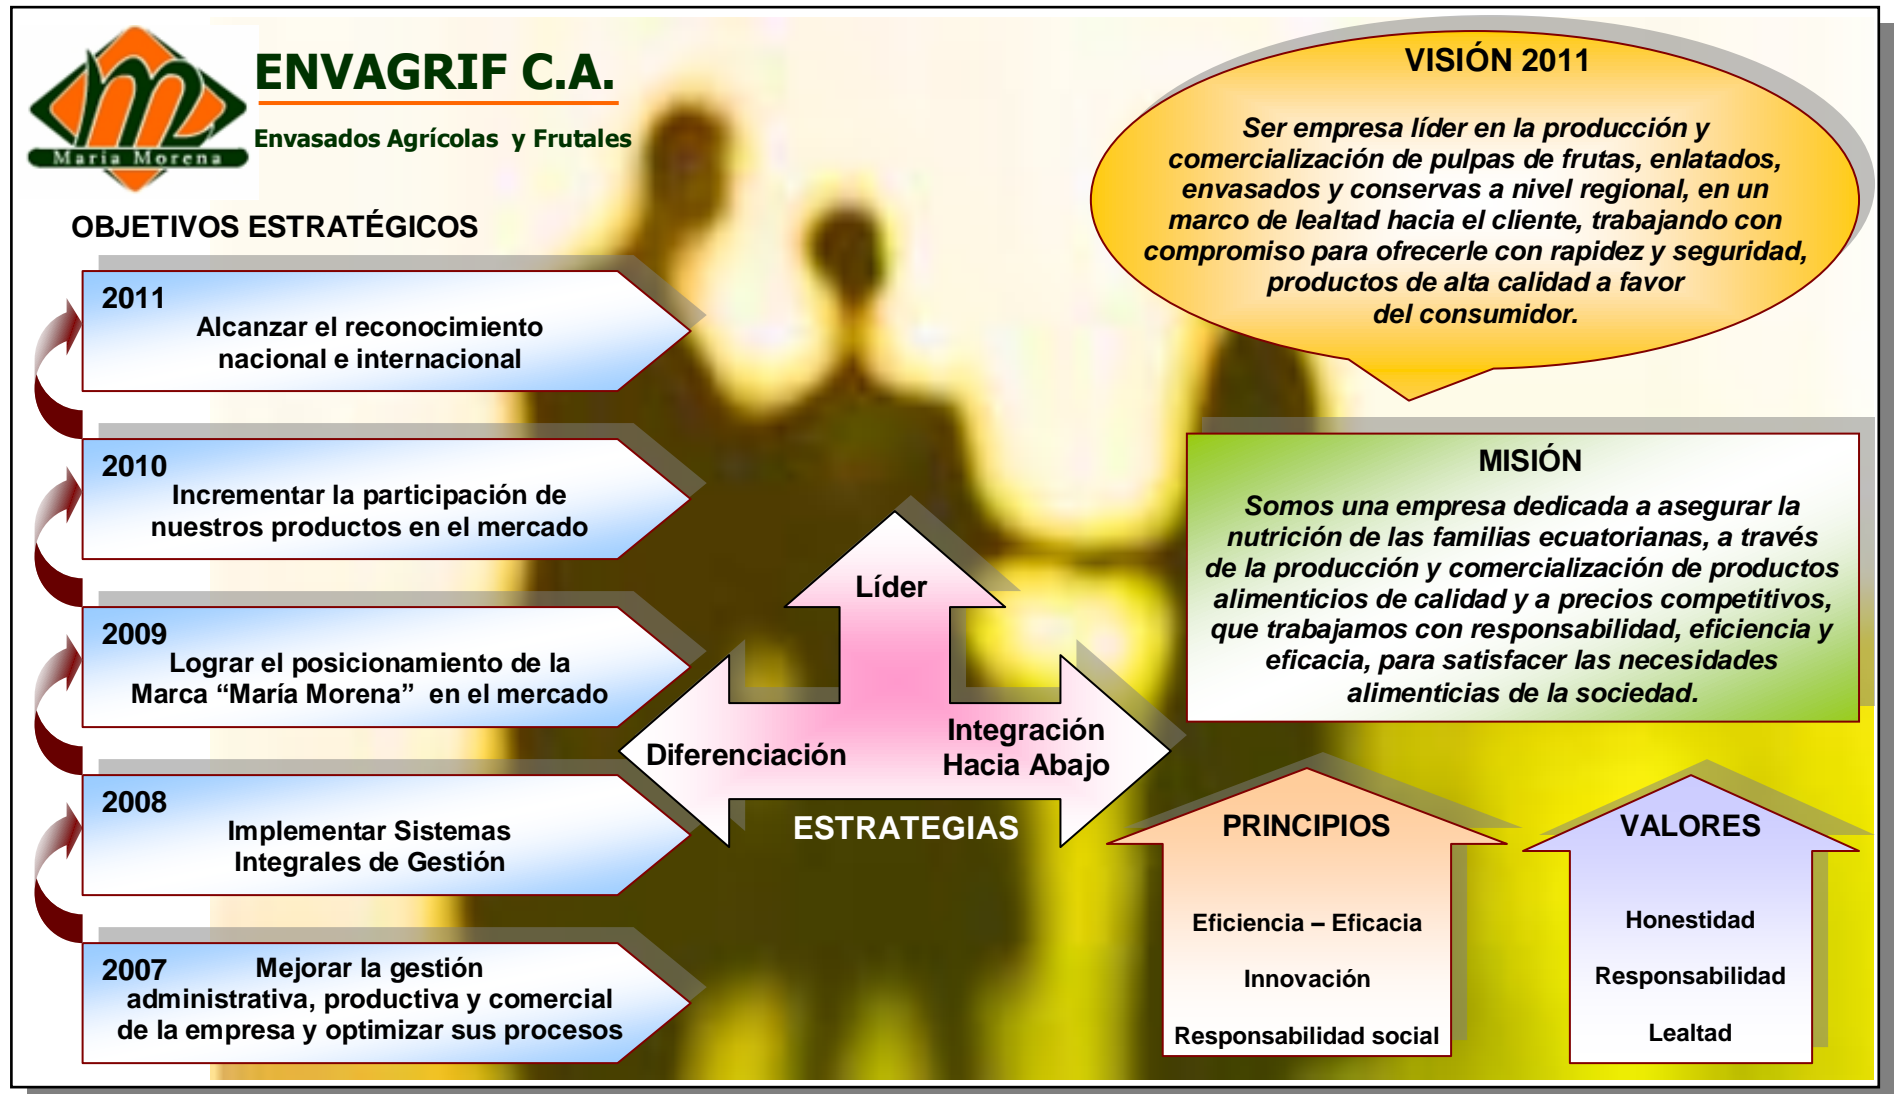 María Morena
ENVAGRIF C.A.
Envasados Agrícolas y Frutales
OBJETIVOS ESTRATÉGICOS
2011
Alcanzar el reconocimiento
nacional e internacional
2010
Incrementar la participación de
nuestros productos en el mercado
2009
Lograr el posicionamiento de la
Marca “María Morena” en el mercado
2008
Implementar Sistemas
Integrales de Gestión
2007
Mejorar la gestión
administrativa, productiva y comercial
de la empresa y optimizar sus procesos
Líder
Diferenciación
Integración
Hacia Abajo
ESTRATEGIAS
VISIÓN 2011
Ser empresa líder en la producción y
comercialización de pulpas de frutas, enlatados,
envasados y conservas a nivel regional, en un
marco de lealtad hacia el cliente, trabajando con
compromiso para ofrecerle con rapidez y seguridad,
productos de alta calidad a favor
del consumidor.
MISIÓN
Somos una empresa dedicada a asegurar la
nutrición de las familias ecuatorianas, a través
de la producción y comercialización de productos
alimenticios de calidad y a precios competitivos,
que trabajamos con responsabilidad, eficiencia y
eficacia, para satisfacer las necesidades
alimenticias de la sociedad.
PRINCIPIOS
Eficiencia – Eficacia
Innovación
Responsabilidad social
VALORES
Honestidad
Responsabilidad
Lealtad